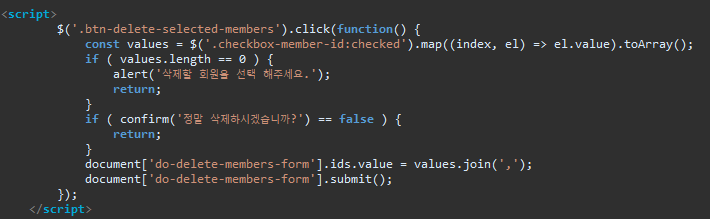 <script>
$('.btn-delete-selected-members').click(function() {
const values = $('.checkbox-member-id:checked').map((index, el) => el.value).toArray();
if ( values.length == 0 ) {
alert('삭제할 회원을 선택 해주세요.');
return;
}
if ( confirm('정말 삭제하시겠습니까?') == false ) {
return;
}
document['do-delete-members-form'].ids.value = values.join(',');
document['do-delete-members-form'].submit();
});
</script>